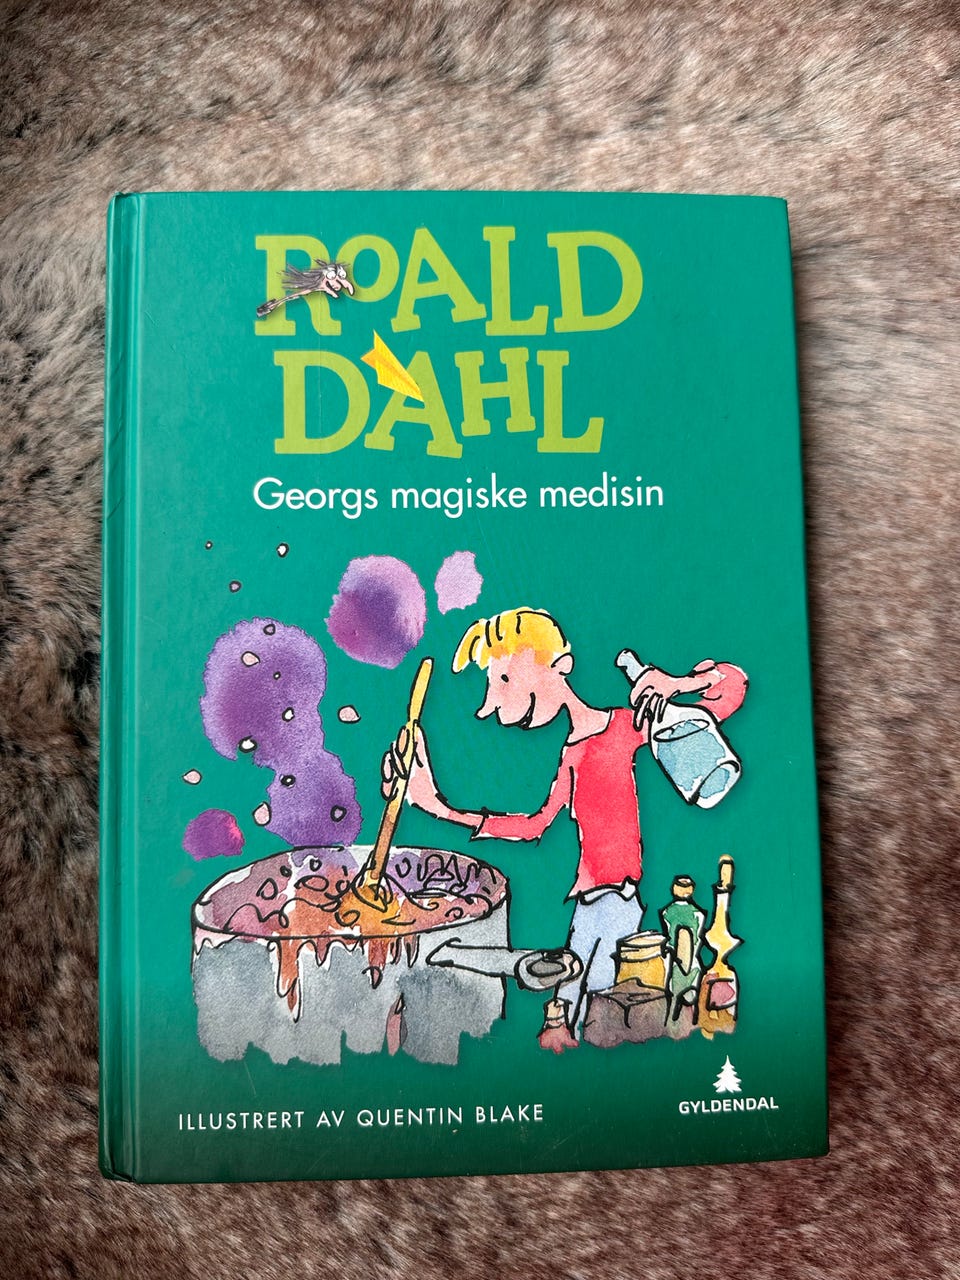 ROALD
DAHL
Georgs magiske medisin
ILLUSTRERT AV QUENTIN BLAKE
GYLDENDAL